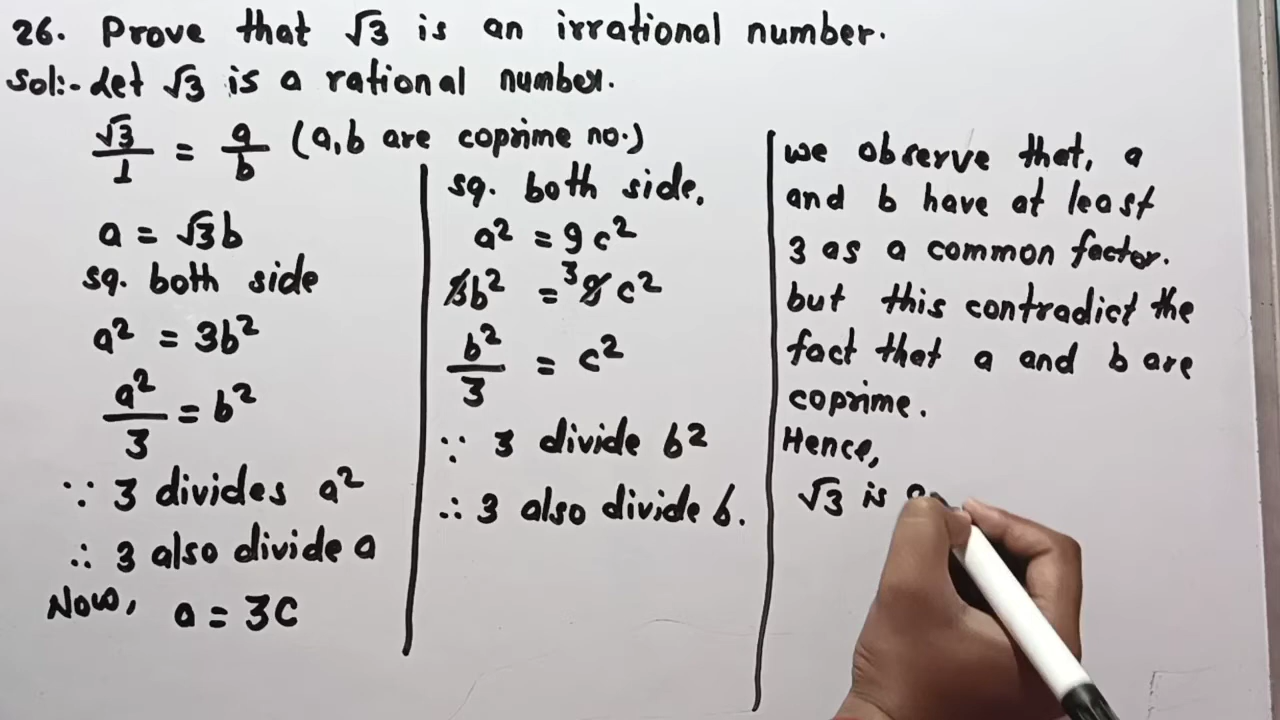 26. Prove that √3 is an irrational number.
Sol:- Let √3 is a rational number.
√3/1 = a/b (a,b are coprime no.)
a = √3b
sq. both side
a² = 3b²
a²/3 = b²
∵ 3 divides a²
∴ 3 also divide a
Now, a = 3c
sq. both side.
a² = 9c²
3b² = ³9c²
b²/3 = c²
∵ 3 divide b²
∴ 3 also divide b.
we observe that, a
and b have at least
3 as a common factor.
but this contradict the
fact that a and b are
coprime.
Hence,
√3 is